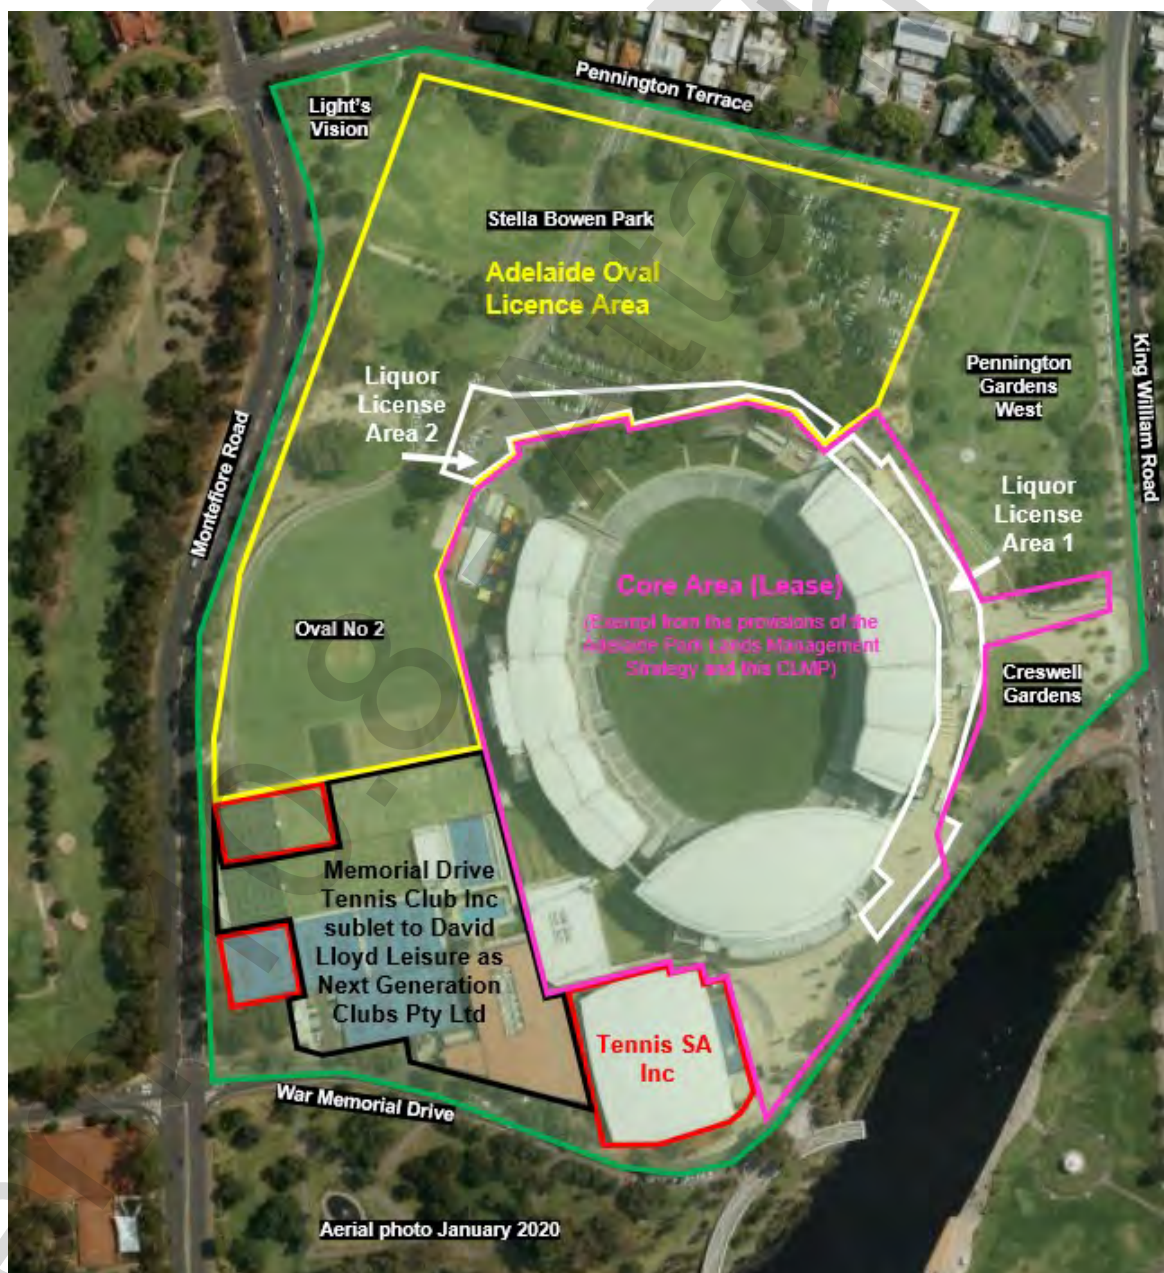 Pennington Terrace
Light's
Vision
Stella Bowen Park
Adelaide Oval
Licence Area
King William Road
Pennington
Gardens
West
Liquor
License
Area 2
Montefiore Road
Liquor
License
Area 1
Core Area (Lease)
(Exempt from the provisions of the
Adelaide Park Lands Management
Strategy and this CLMP)
Oval No 2
Creswell
Gardens
Memorial Drive
Tennis Club Inc
sublet to David
Lloyd Leisure as
Next Generation
Clubs Pty Ltd
Tennis SA
Inc
War Memorial Drive
Aerial photo January 2020